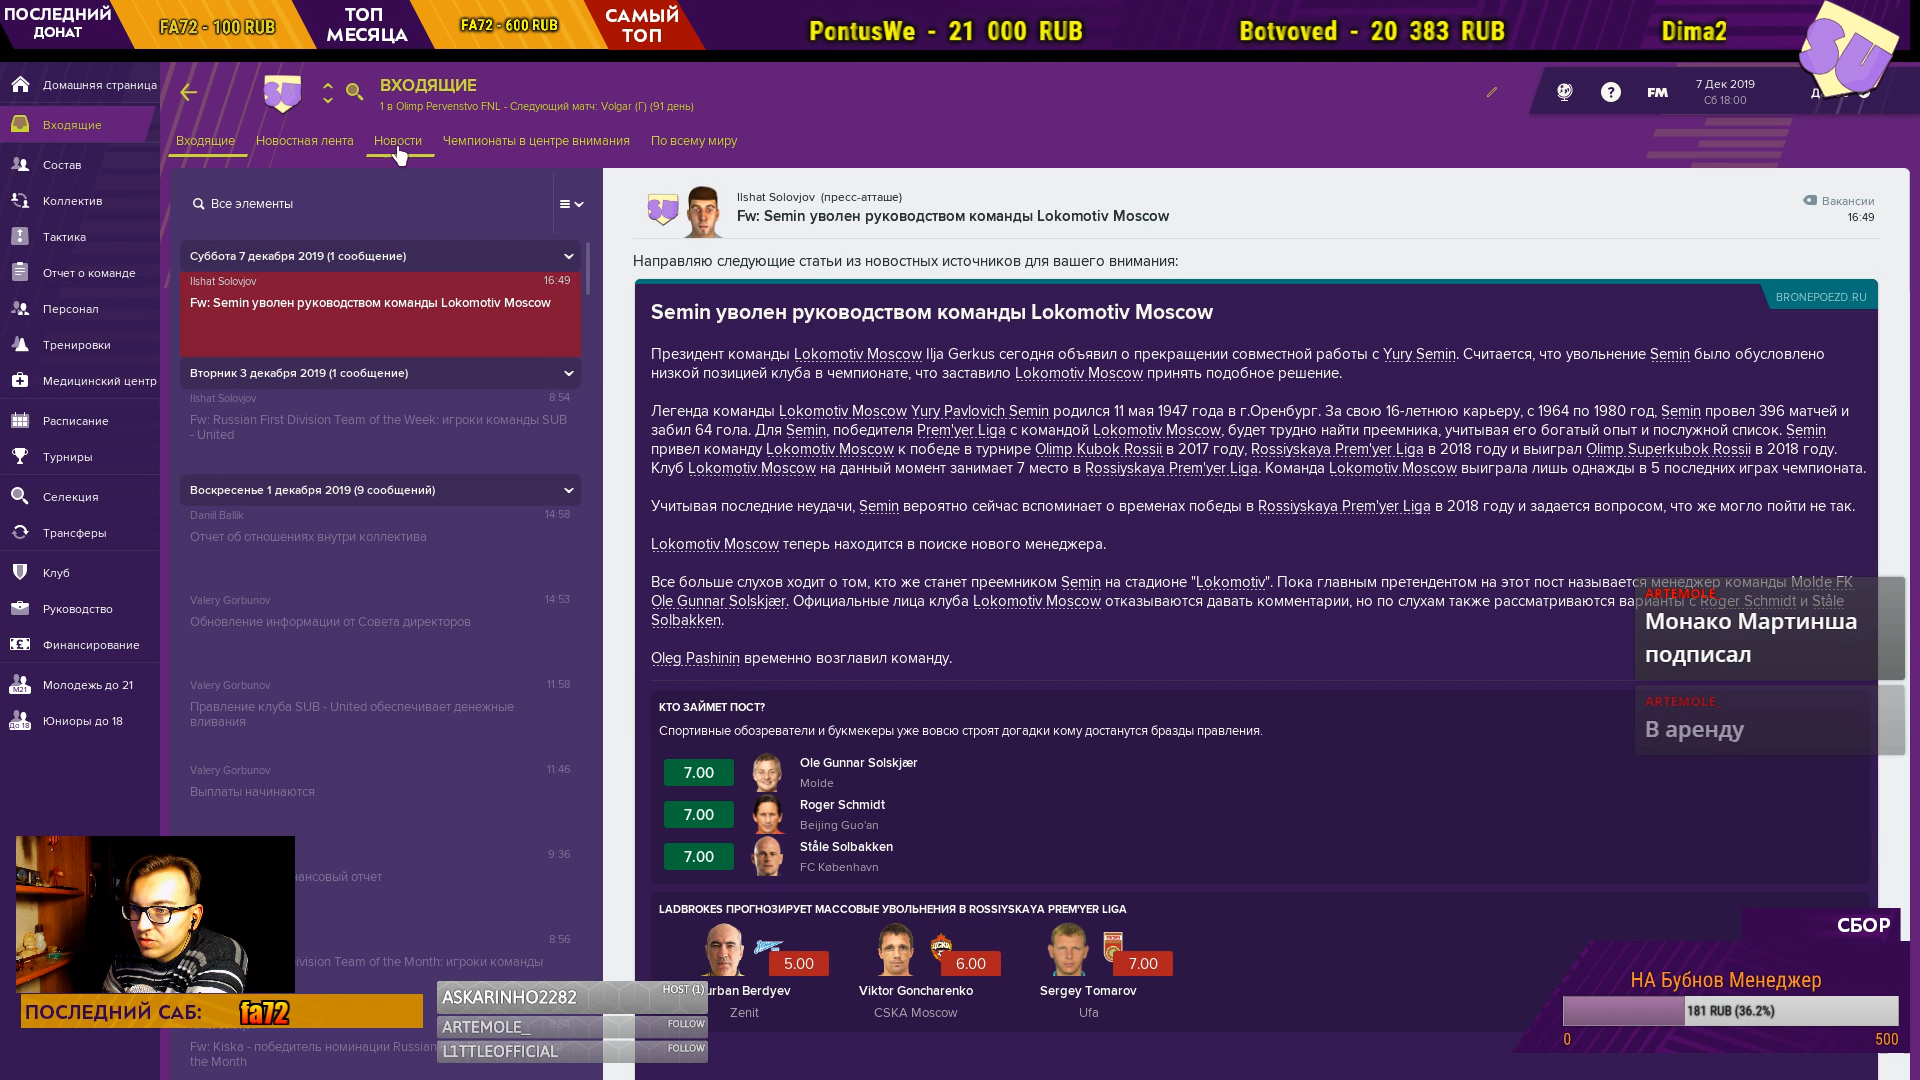 ПОСЛЕДНИЙ
ДОНАТ
FA72 - 100 RUB
ТОП
МЕСЯЦА
FA72 - 600 RUB
САМЫЙ
ТОП
PontusWe - 21 000 RUB
Botvoved - 20 383 RUB
Dima2
SU
Домашняя страница
Входящие
Состав
Коллектив
Тактика
Отчет о команде
Персонал
Тренировки
Медицинский центр
Расписание
Турниры
Селекция
Трансферы
Клуб
Руководство
Финансирование
Молодежь до 21
Юниоры до 18
ВХОДЯЩИЕ
1 в Olimp Pervenstvo FNL - Следующий матч: Volgar (Г) (91 день)
FM
7 Дек 2019
Сб 18:00
Входящие
Новостная лента
Новости
Чемпионаты в центре внимания
По всему миру
Все элементы
Суббота 7 декабря 2019 (1 сообщение)
Ilshat Solovjov 16:49
Fw: Semin уволен руководством команды Lokomotiv Moscow
Вторник 3 декабря 2019 (1 сообщение)
Ilshat Solovjov 8:54
Fw: Russian First Division Team of the Week: игроки команды SUB
- United
Воскресенье 1 декабря 2019 (9 сообщений)
Daniil Ballik 14:58
Отчет об отношениях внутри коллектива
Valery Gorbunov 14:53
Обновление информации от Совета директоров
Valery Gorbunov 11:58
Правление клуба SUB - United обеспечивает денежные
вливания
Valery Gorbunov 11:46
Выплаты начинаются
9:36
нансовый отчет
8:56
ivision Team of the Month: игроки команды
Fw: Kiska - победитель номинации Russian
the Month
Ilshat Solovjov (пресс-атташе)
Fw: Semin уволен руководством команды Lokomotiv Moscow
Вакансии
16:49
Направляю следующие статьи из новостных источников для вашего внимания:
BRONEPOEZD.RU
Semin уволен руководством команды Lokomotiv Moscow
Президент команды Lokomotiv Moscow Ilja Gerkus сегодня объявил о прекращении совместной работы с Yury Semin. Считается, что увольнение Semin было обусловлено
низкой позицией клуба в чемпионате, что заставило Lokomotiv Moscow принять подобное решение.
Легенда команды Lokomotiv Moscow Yury Pavlovich Semin родился 11 мая 1947 года в г.Оренбург. За свою 16-летнюю карьеру, с 1964 по 1980 год, Semin провел 396 матчей и
забил 64 гола. Для Semin, победителя Prem'yer Liga с командой Lokomotiv Moscow, будет трудно найти преемника, учитывая его богатый опыт и послужной список. Semin
привел команду Lokomotiv Moscow к победе в турнире Olimp Kubok Rossii в 2017 году, Rossiyskaya Prem'yer Liga в 2018 году и выиграл Olimp Superkubok Rossii в 2018 году.
Клуб Lokomotiv Moscow на данный момент занимает 7 место в Rossiyskaya Prem'yer Liga. Команда Lokomotiv Moscow выиграла лишь однажды в 5 последних играх чемпионата.
Учитывая последние неудачи, Semin вероятно сейчас вспоминает о временах победы в Rossiyskaya Prem'yer Liga в 2018 году и задается вопросом, что же могло пойти не так.
Lokomotiv Moscow теперь находится в поиске нового менеджера.
Все больше слухов ходит о том, кто же станет преемником Semin на стадионе "Lokomotiv". Пока главным претендентом на этот пост называется менеджер команды Molde FK
Ole Gunnar Solskjær. Официальные лица клуба Lokomotiv Moscow отказываются давать комментарии, но по слухам также рассматриваются варианты с Roger Schmidt и Ståle
Solbakken.
Oleg Pashinin временно возглавил команду.
ARTEMOLE_
Монако Мартинша
подписал
ARTEMOLE_
В аренду
КТО ЗАЙМЕТ ПОСТ?
Спортивные обозреватели и букмекеры уже вовсю строят догадки кому достанутся бразды правления.
7.00 Ole Gunnar Solskjær
Molde
7.00 Roger Schmidt
Beijing Guo'an
7.00 Ståle Solbakken
FC København
LADBROKES ПРОГНОЗИРУЕТ МАССОВЫЕ УВОЛЬНЕНИЯ В ROSSIYSKAYA PREM'YER LIGA
5.00
6.00
7.00
urban Berdyev
Zenit
Viktor Goncharenko
CSKA Moscow
Sergey Tomarov
Ufa
ПОСЛЕДНИЙ САБ: fa72
ASKARINHO2282 HOST (1)
ARTEMOLE_ FOLLOW
L1TTLEOFFICIAL FOLLOW
СБОР
НА Бубнов Менеджер
181 RUB (36.2%)
0 500